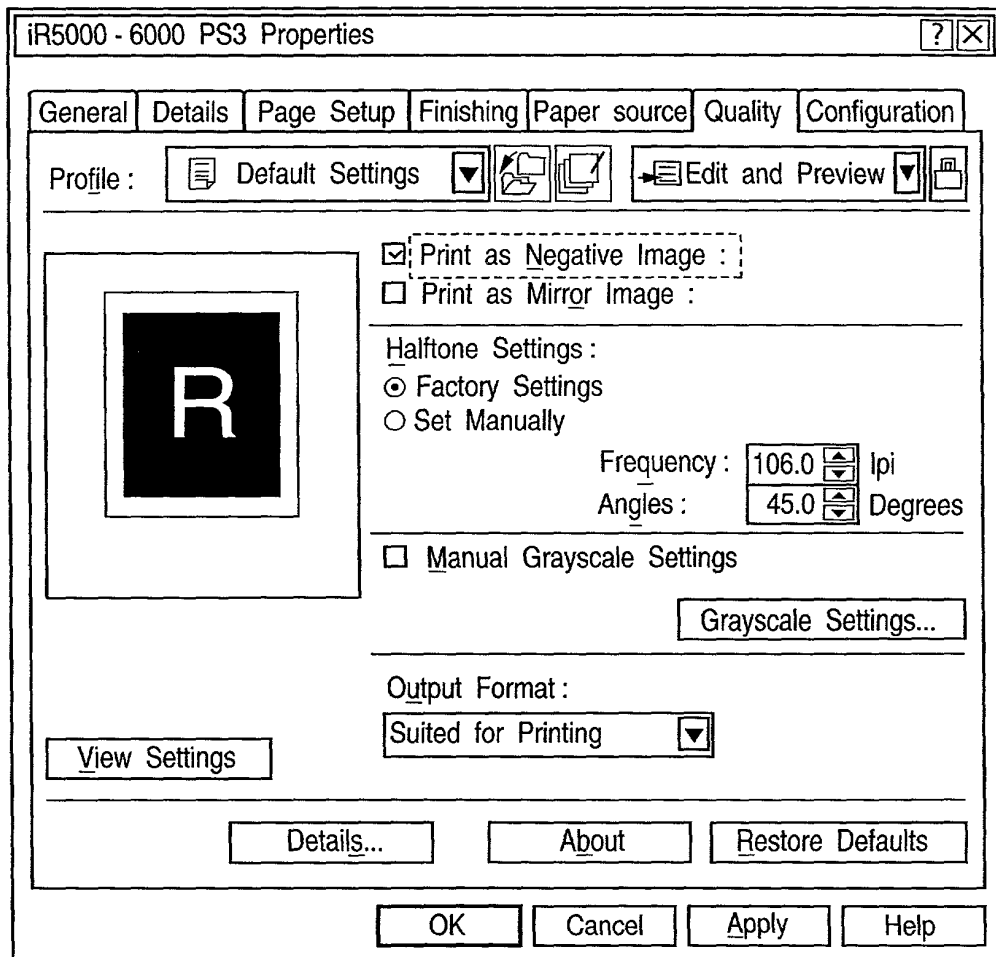 iR5000 - 6000 PS3 Properties
General Details Page Setup Finishing Paper source Quality Configuration
Profile : Default Settings Edit and Preview
Print as Negative Image :
Print as Mirror Image :
R
Halftone Settings :
Factory Settings
Set Manually
Frequency : 106.0 lpi
Angles : 45.0 Degrees
Manual Grayscale Settings
Grayscale Settings...
Output Format :
Suited for Printing
View Settings
Details... About Restore Defaults
OK Cancel Apply Help